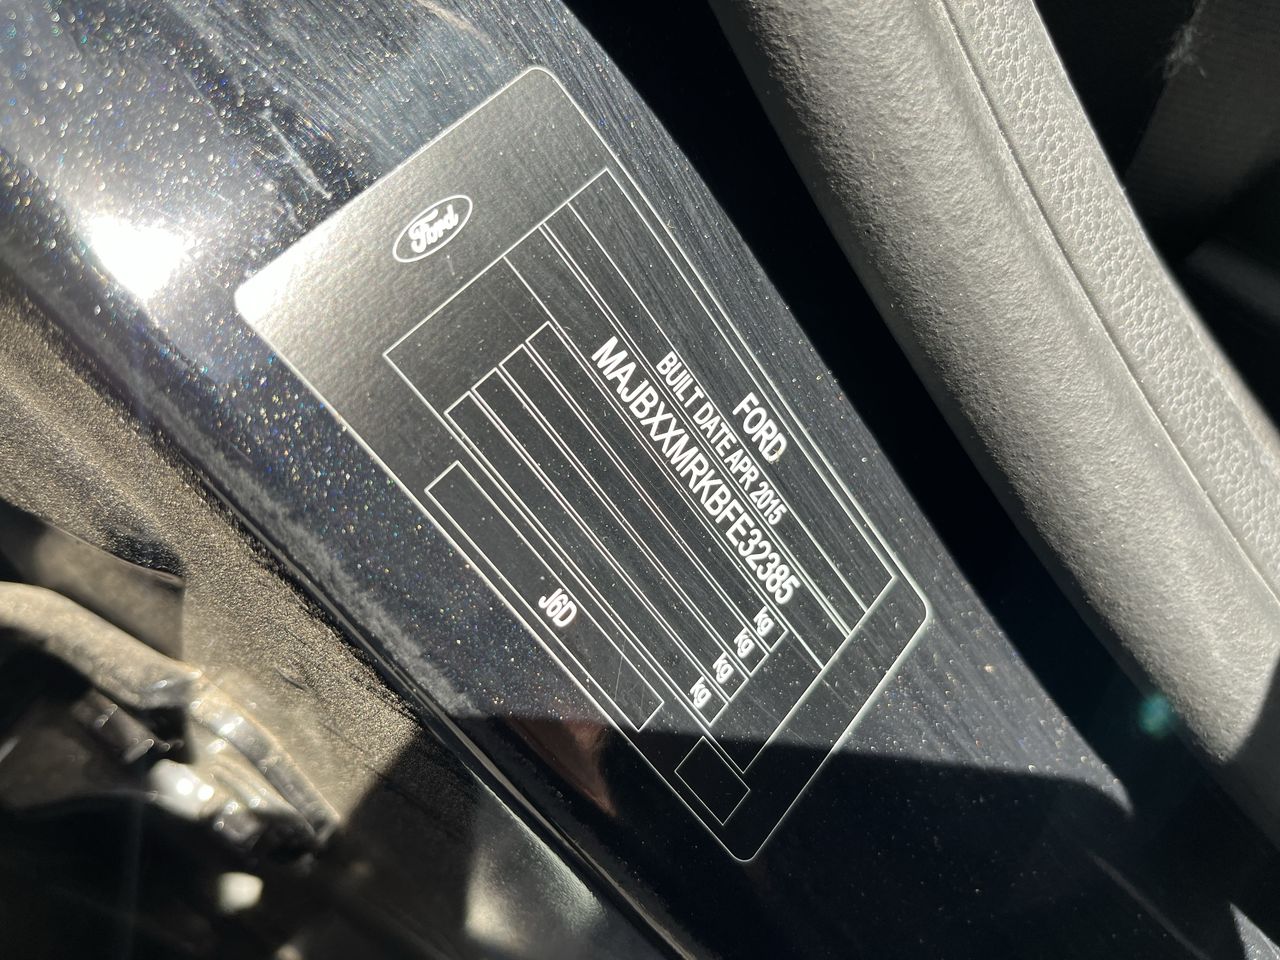 Ford
FORD
BUILT DATE APR 2015
MAJBXXMRKBFE32385
kg
kg
kg
kg
J6D